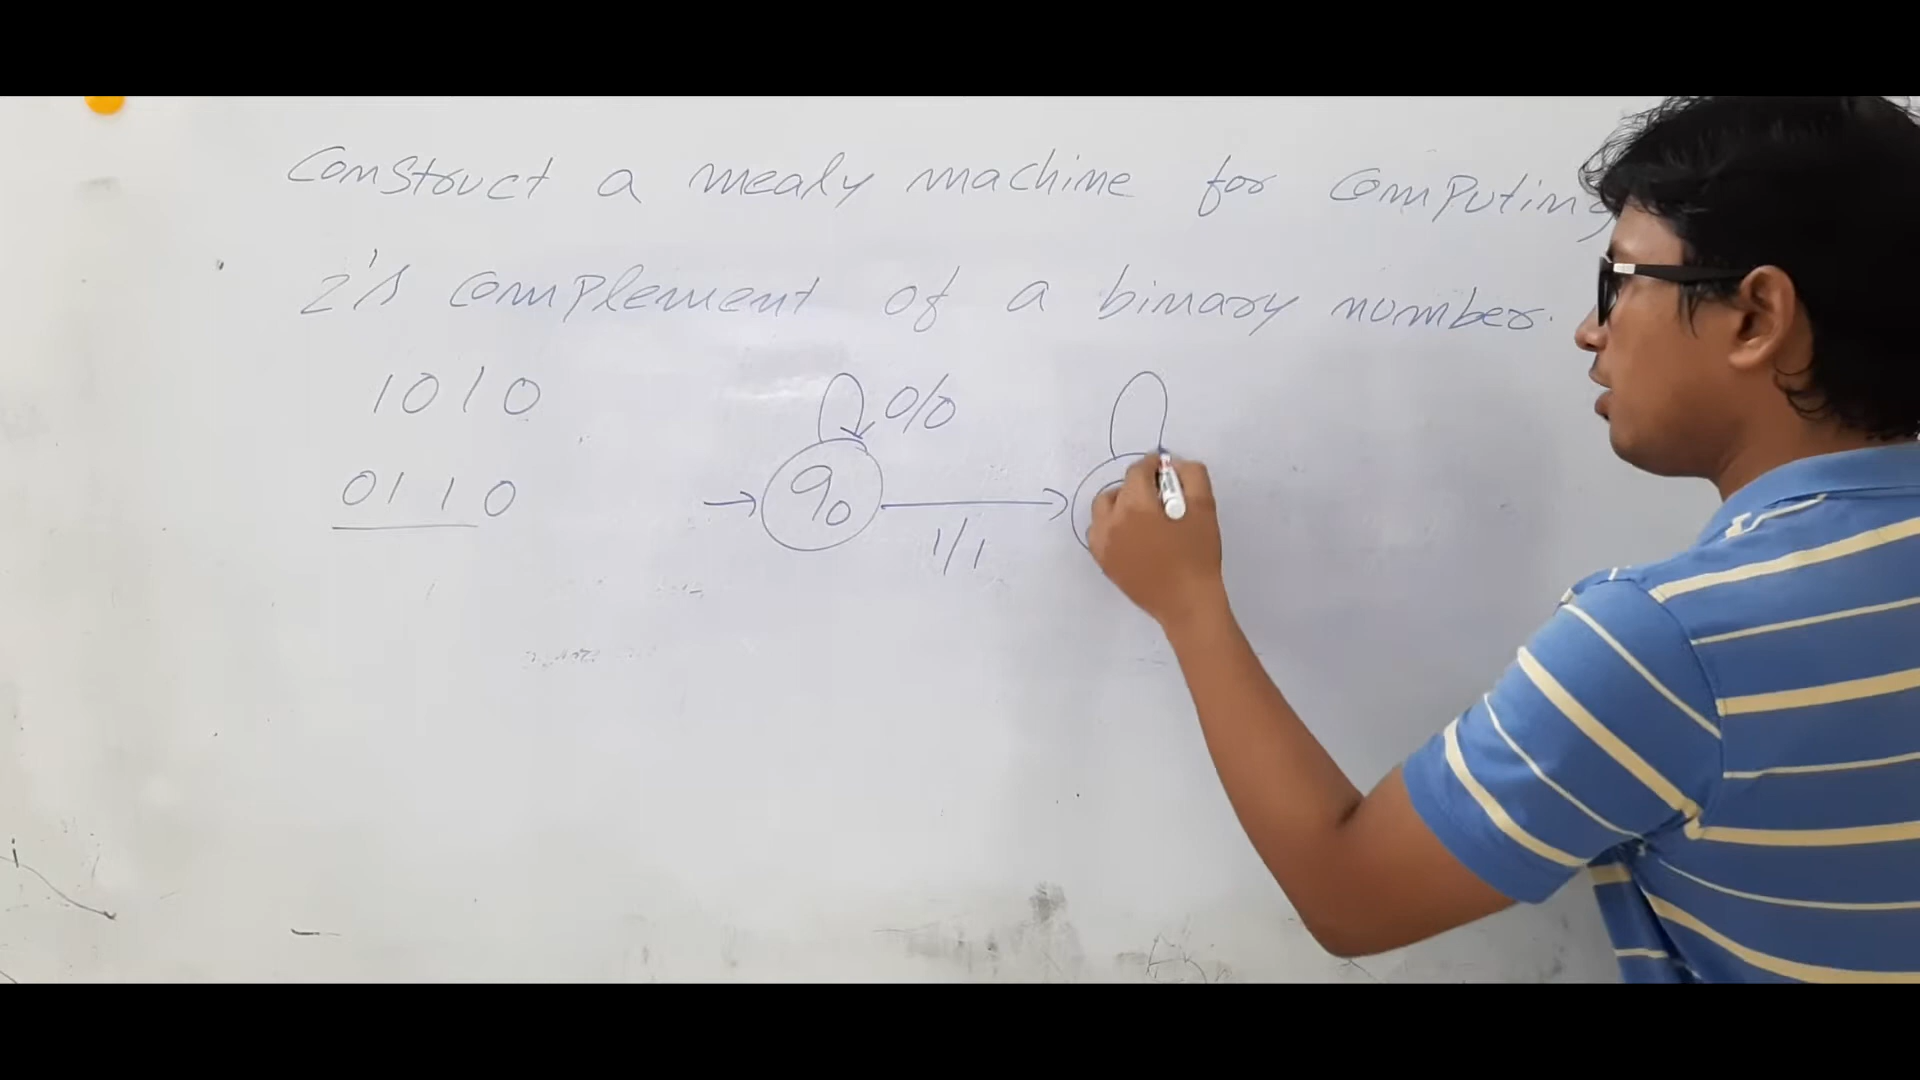 Construct a mealy machine for computing
2's complement of a binary number.
1010
0/0
0110
q0
1/1